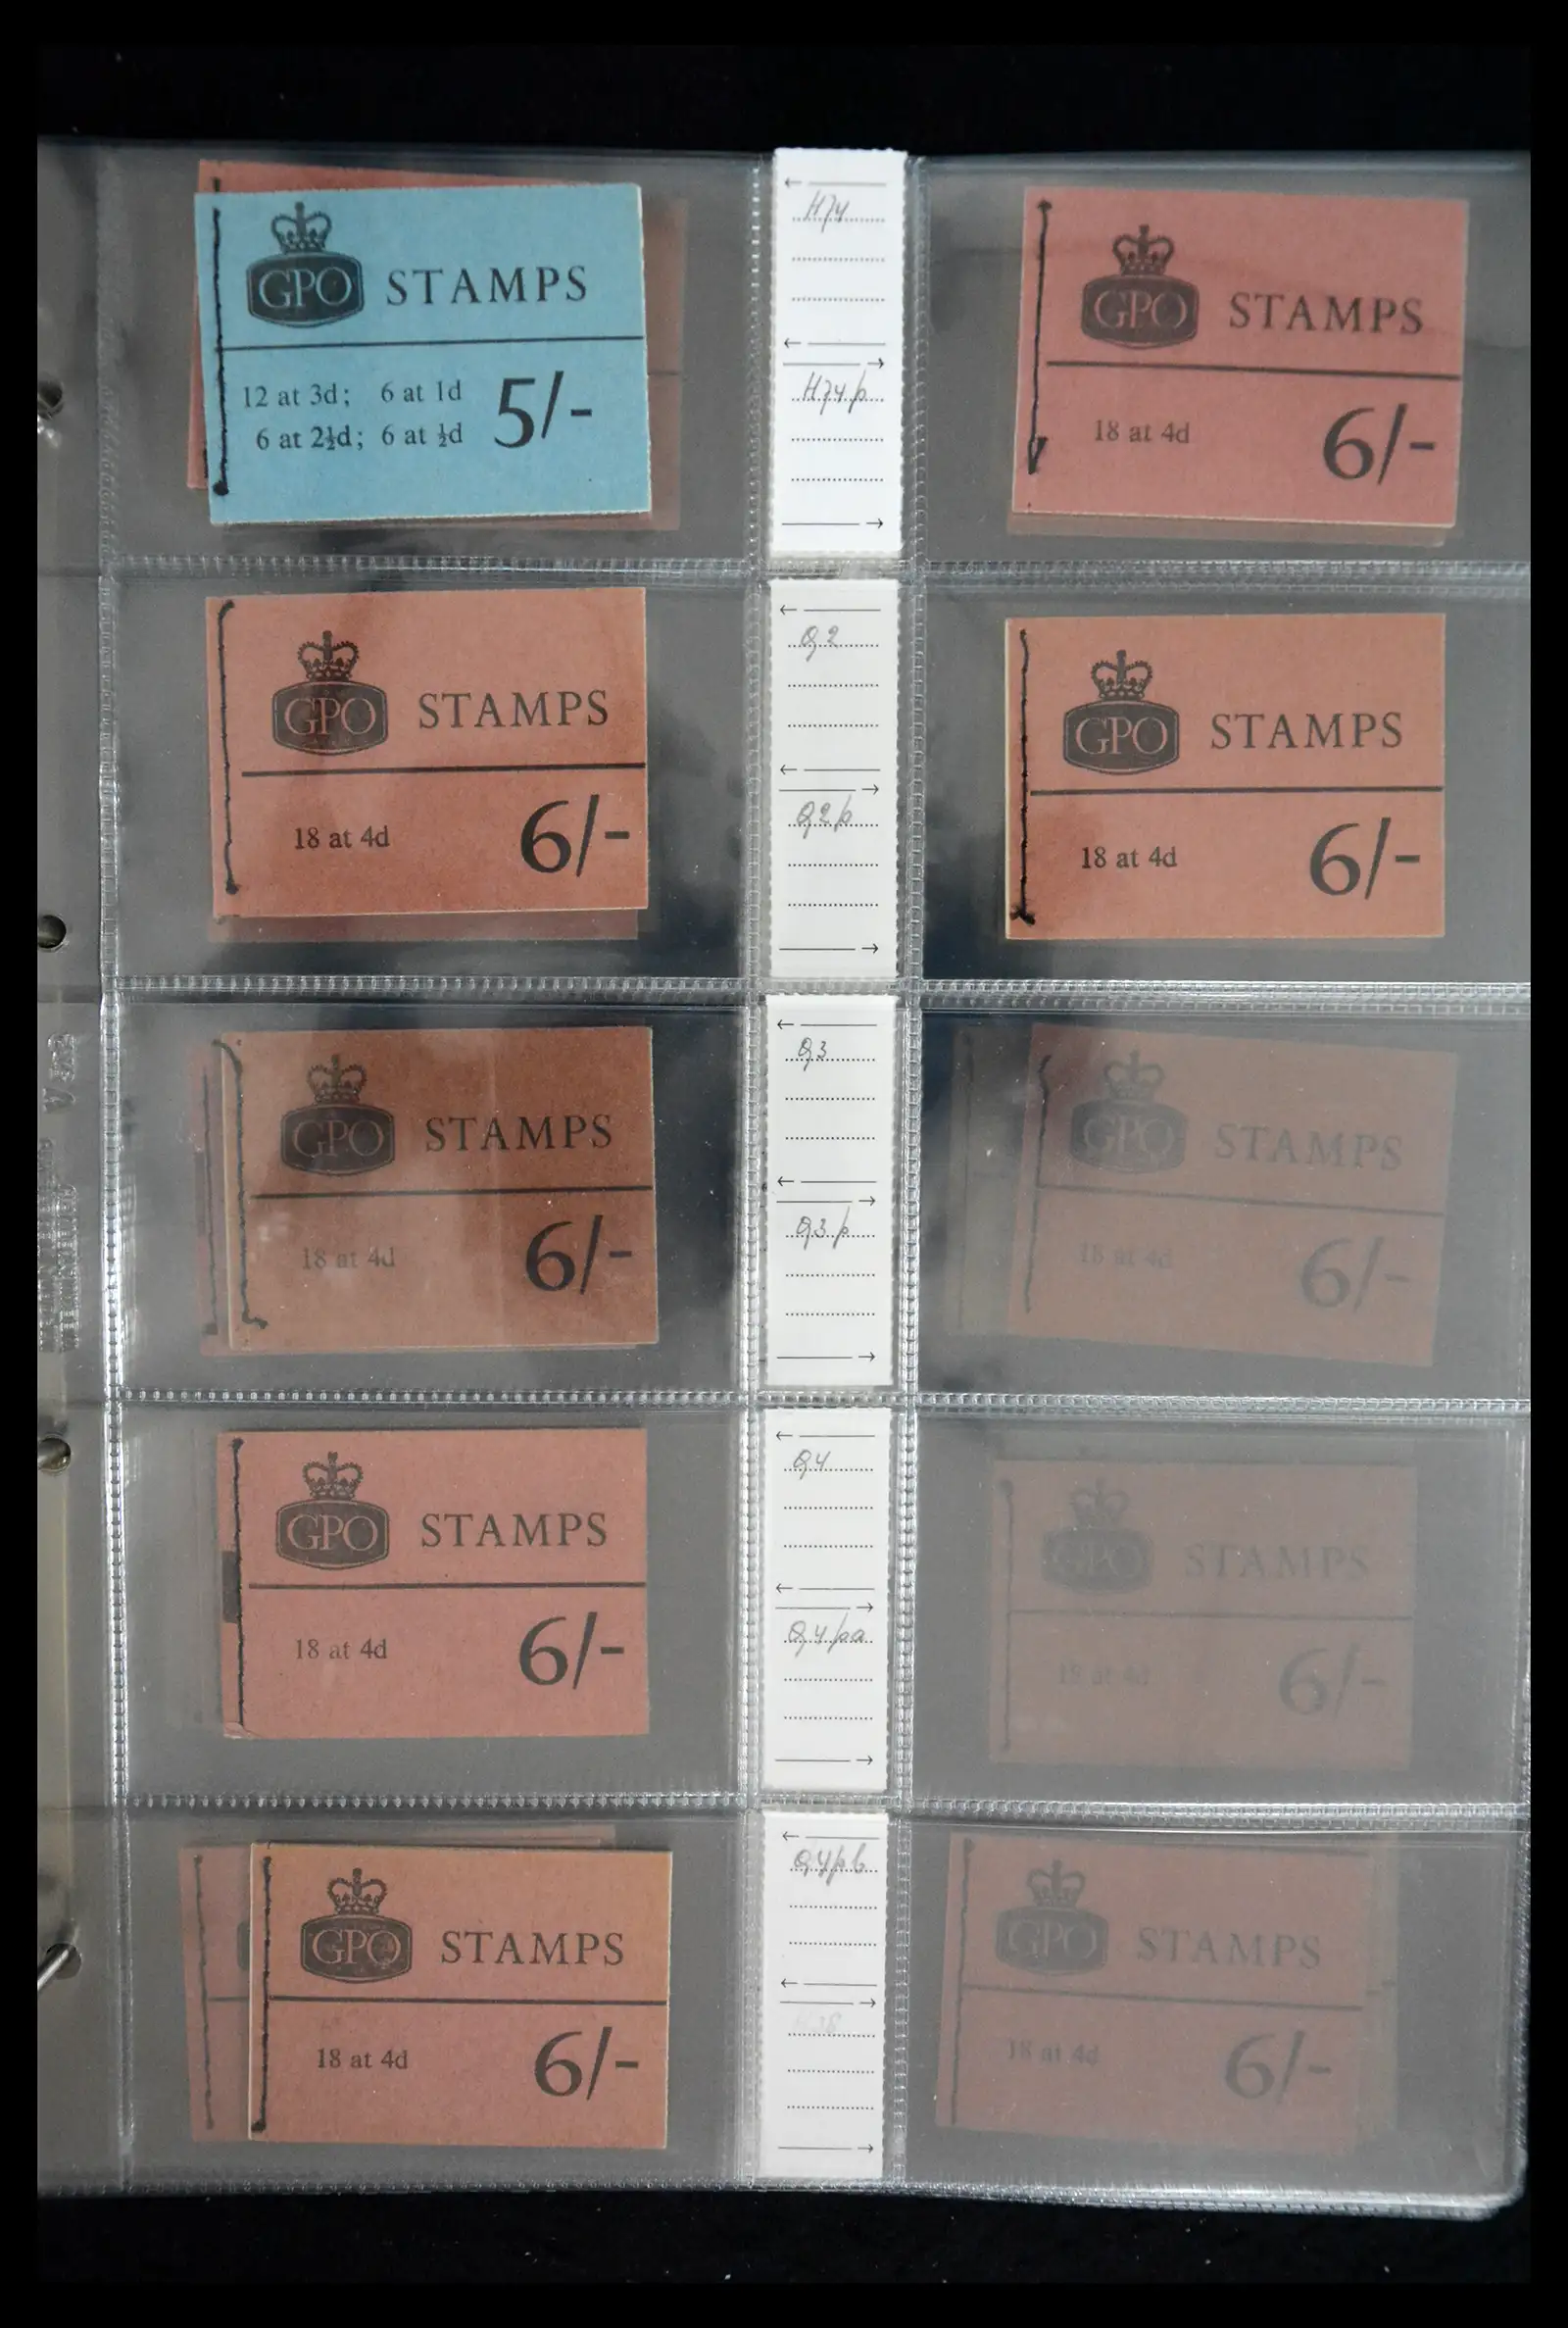 GPO STAMPS
12 at 3d; 6 at 1d
6 at 2½d; 6 at ½d
5/-
H74
H74p
GPO STAMPS
18 at 4d
6/-
GPO STAMPS
18 at 4d
6/-
Q2
Q2p
GPO STAMPS
18 at 4d
6/-
GPO STAMPS
18 at 4d
6/-
Q3
Q3p
GPO STAMPS
18 at 4d
6/-
GPO STAMPS
18 at 4d
6/-
Q4
Q4pa
GPO STAMPS
18 at 4d
6/-
GPO STAMPS
18 at 4d
6/-
Q4pb
GPO STAMPS
18 at 4d
6/-